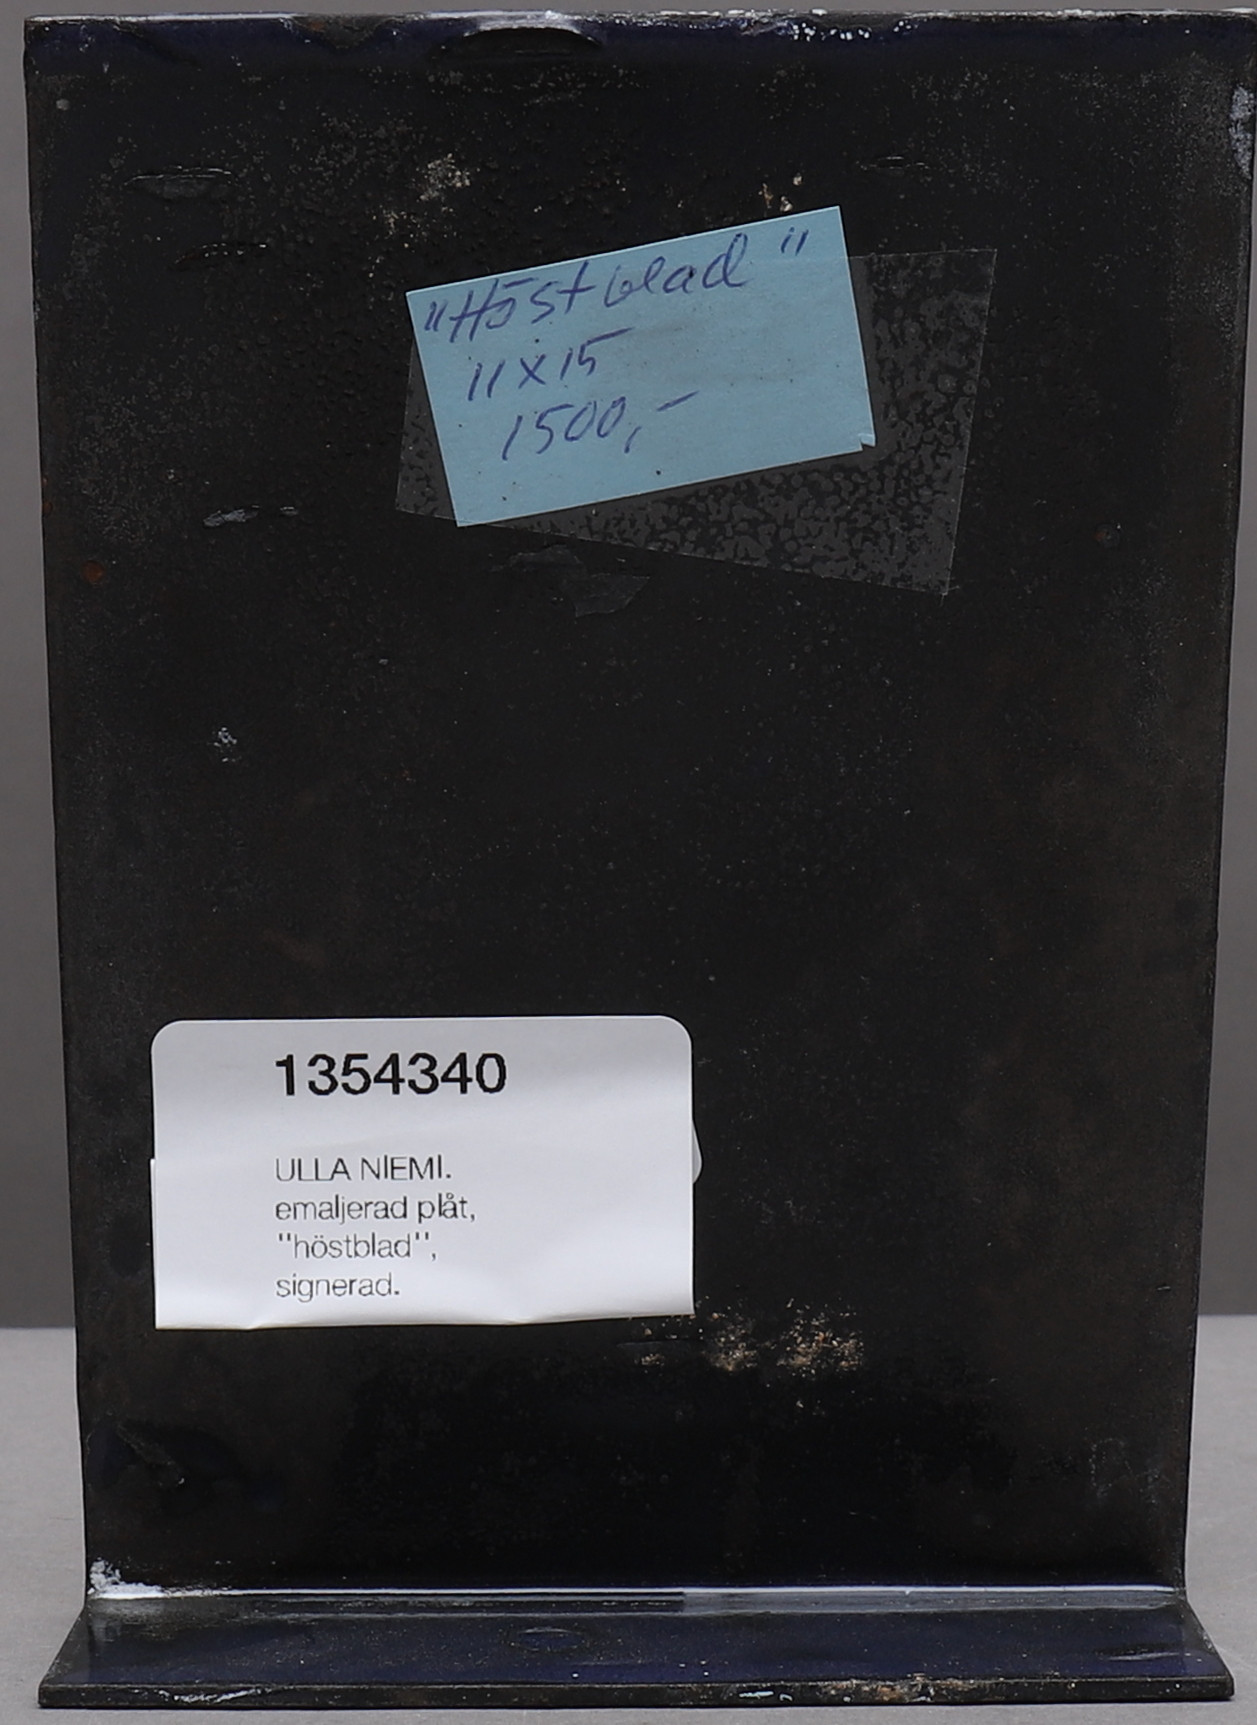 "Höstblad"
11x15
1500,-
1354340
ULLA NIEMI.
emaljerad plåt,
"höstblad",
signerad.